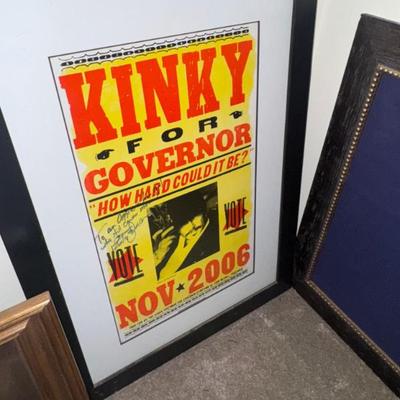 KINKY
FOR
GOVERNOR
"HOW HARD COULD IT BE?"
VOTE
VOTE
NOV ★ 2006